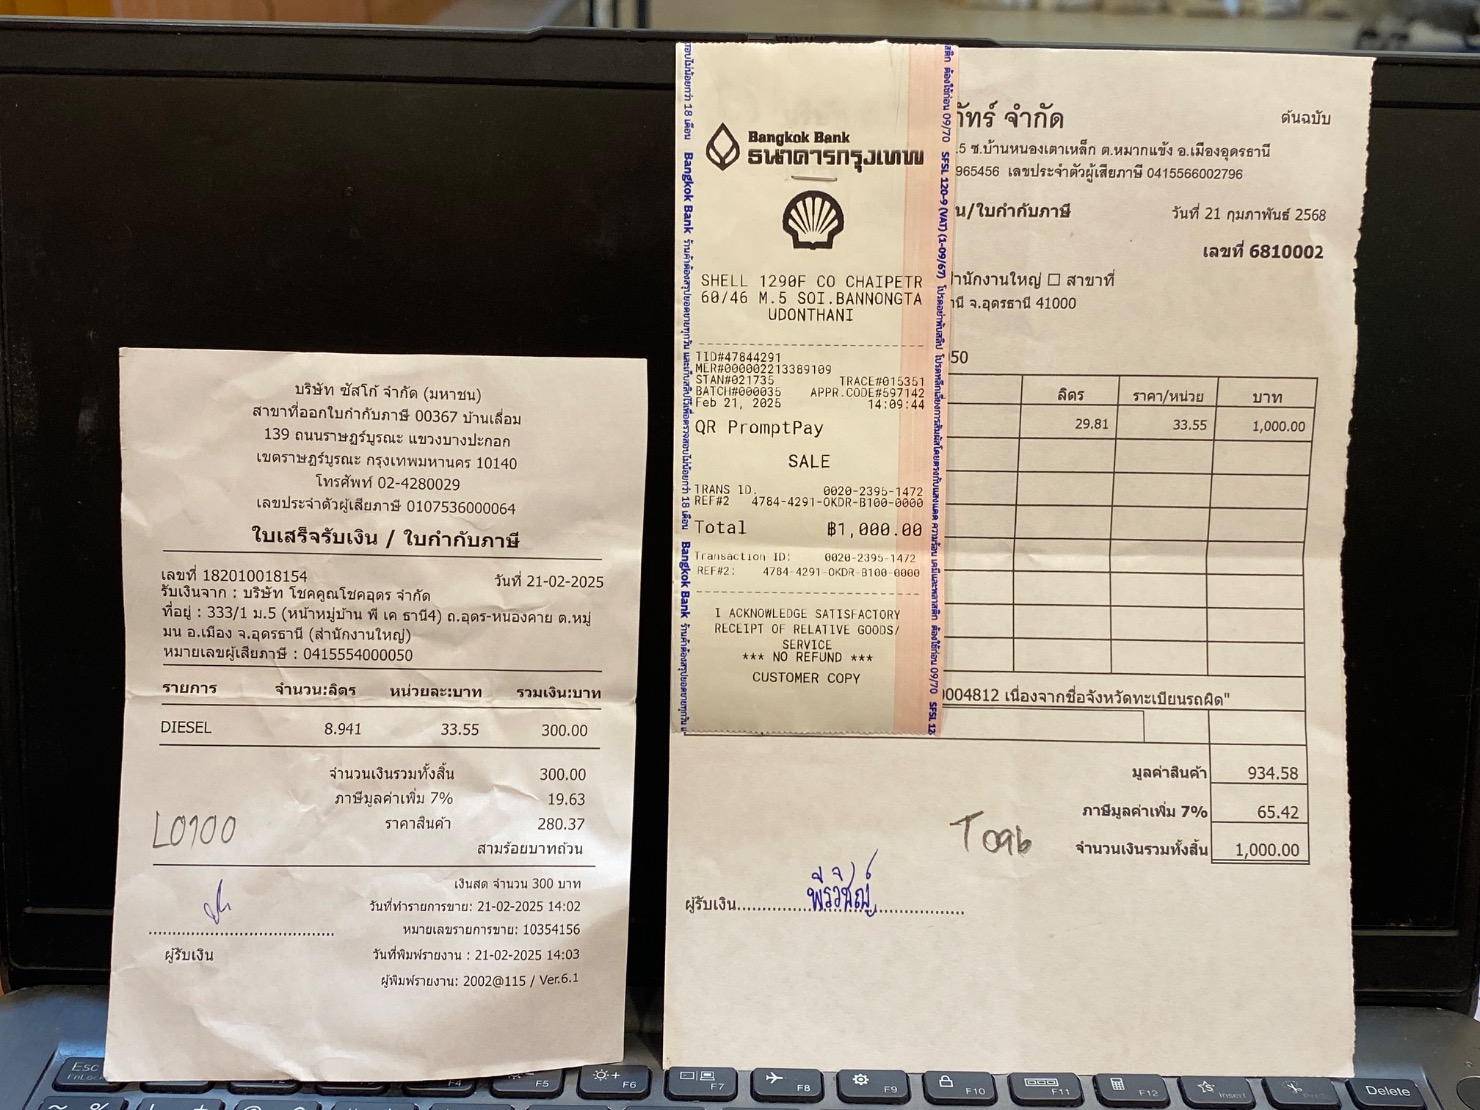 บริษัท ซัสโก้ จำกัด (มหาชน)
สาขาที่ออกใบกำกับภาษี 00367 บ้านเลื่อม
139 ถนนราษฎร์บูรณะ แขวงบางปะกอก
เขตราษฎร์บูรณะ กรุงเทพมหานคร 10140
โทรศัพท์ 02-4280029
เลขประจำตัวผู้เสียภาษี 0107536000064
ใบเสร็จรับเงิน / ใบกำกับภาษี
เลขที่ 182010018154 วันที่ 21-02-2025
รับเงินจาก : บริษัท โชคคูณโชคอุดร จำกัด
ที่อยู่ : 333/1 ม.5 (หน้าหมู่บ้าน พี เค ธานี4) ถ.อุดร-หนองคาย ต.หมู
มน อ.เมือง จ.อุดรธานี (สำนักงานใหญ่)
หมายเลขผู้เสียภาษี : 0415554000050
รายการ จำนวน:ลิตร หน่วยละ:บาท รวมเงิน:บาท
DIESEL 8.941 33.55 300.00
จำนวนเงินรวมทั้งสิ้น 300.00
ภาษีมูลค่าเพิ่ม 7% 19.63
ราคาสินค้า 280.37
LO700
สามร้อยบาทถ้วน
เงินสด จำนวน 300 บาท
วันที่ทำรายการขาย: 21-02-2025 14:02
หมายเลขรายการขาย: 10354156
ผู้รับเงิน
วันที่พิมพ์รายงาน : 21-02-2025 14:03
ผู้พิมพ์รายงาน: 2002@115 / Ver.6.1
Bangkok Bank
ธนาคารกรุงเทพ
SHELL 1290F CO CHAIPETR
60/46 M.5 SOI.BANNONGTA
UDONTHANI
TID#47844291
MER#000002213389109
STAN#021735 TRACE#015351
BATCH#000035 APPR.CODE#597142
Feb 21, 2025 14:09:44
QR PromptPay
SALE
TRANS ID. 0020-2395-1472
REF#2 4784-4291-OKDR-B100-0000
Total ฿1,000.00
Transaction ID: 0020-2395-1472
REF#2: 4784-4291-OKDR-B100-0000
I ACKNOWLEDGE SATISFACTORY
RECEIPT OF RELATIVE GOODS/
SERVICE
*** NO REFUND ***
CUSTOMER COPY
ัทร์ จำกัด ต้นฉบับ
.5 ซ.บ้านหนองเตาเหล็ก ต.หมากแข้ง อ.เมืองอุดรธานี
965456 เลขประจำตัวผู้เสียภาษี 0415566002796
น/ใบกำกับภาษี วันที่ 21 กุมภาพันธ์ 2568
เลขที่ 6810002
สำนักงานใหญ่ ☐ สาขาที่
านี จ.อุดรธานี 41000
50
ลิตร ราคา/หน่วย บาท
29.81 33.55 1,000.00
0004812 เนื่องจากชื่อจังหวัดทะเบียนรถผิด"
มูลค่าสินค้า 934.58
ภาษีมูลค่าเพิ่ม 7% 65.42
T096
จำนวนเงินรวมทั้งสิ้น 1,000.00
ผู้รับเงิน
Esc
FnLock
F4
F5
F6
F7
F8
F9
F10
F11
F12
Insert
Delete